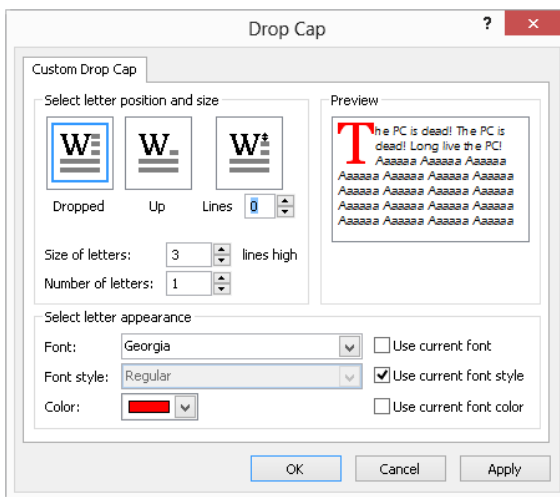 Drop Cap
?
Custom Drop Cap
Select letter position and size
W
W
W
Dropped
Up
Lines
0
Size of letters:
3
lines high
Number of letters:
1
Preview
The PC is dead! The PC is
dead! Long live the PC!
Aaaaaa Aaaaaa Aaaaaa
Aaaaaa Aaaaaa Aaaaaa Aaaaaa
Aaaaaa Aaaaaa Aaaaaa Aaaaaa
Aaaaaa Aaaaaa Aaaaaa Aaaaaa
Aaaaaa Aaaaaa Aaaaaa Aaaaaa
Select letter appearance
Font:
Georgia
Use current font
Font style:
Regular
Use current font style
Color:
Use current font color
OK
Cancel
Apply